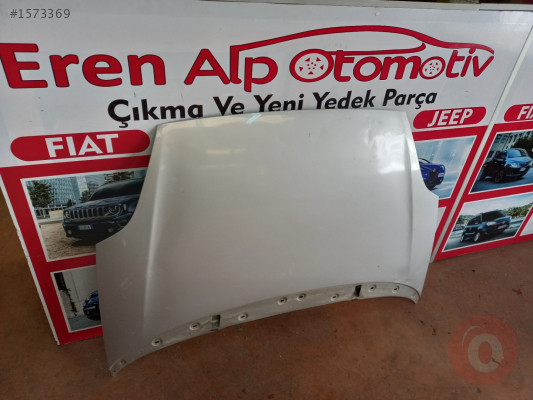 #1573369
Eren Alp Otomotiv
Çıkma Ve Yeni Yedek Parça
FIAT
JEEP